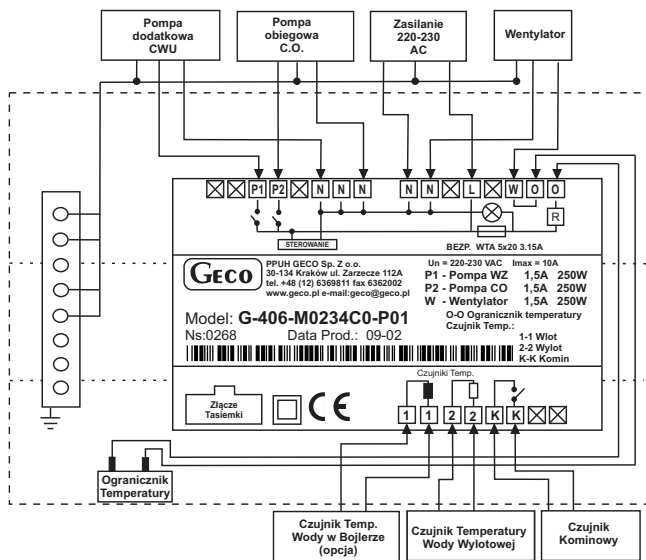 Pompa
dodatkowa
CWU
Pompa
obiegowa
C.O.
Zasilanie
220-230
AC
Wentylator
P1 P2 N N N N N L W O O
R
STEROWANIE
BEZP. WTA 5x20 3.15A
GECO
PPUH GECO Sp. Z o.o.
30-134 Kraków ul. Zarzecze 112A
tel. +48 (12) 6369811 fax 6362002
www.geco.pl e-mail:geco@geco.pl
Un = 220-230 VAC Imax = 10A
P1 - Pompa WZ 1,5A 250W
P2 - Pompa CO 1,5A 250W
W - Wentylator 1,5A 250W
O-O Ogranicznik temperatury
Czujnik Temp.:
1-1 Wlot
2-2 Wylot
K-K Komin
Model: G-406-M0234C0-P01
Ns:0268 Data Prod.: 09-02
Czujniki Temp.
Złącze
Tasiemki
CE
1 1 2 2 K K
Ogranicznik
Temperatury
Czujnik Temp.
Wody w Bojlerze
(opcja)
Czujnik Temperatury
Wody Wylotowej
Czujnik
Kominowy